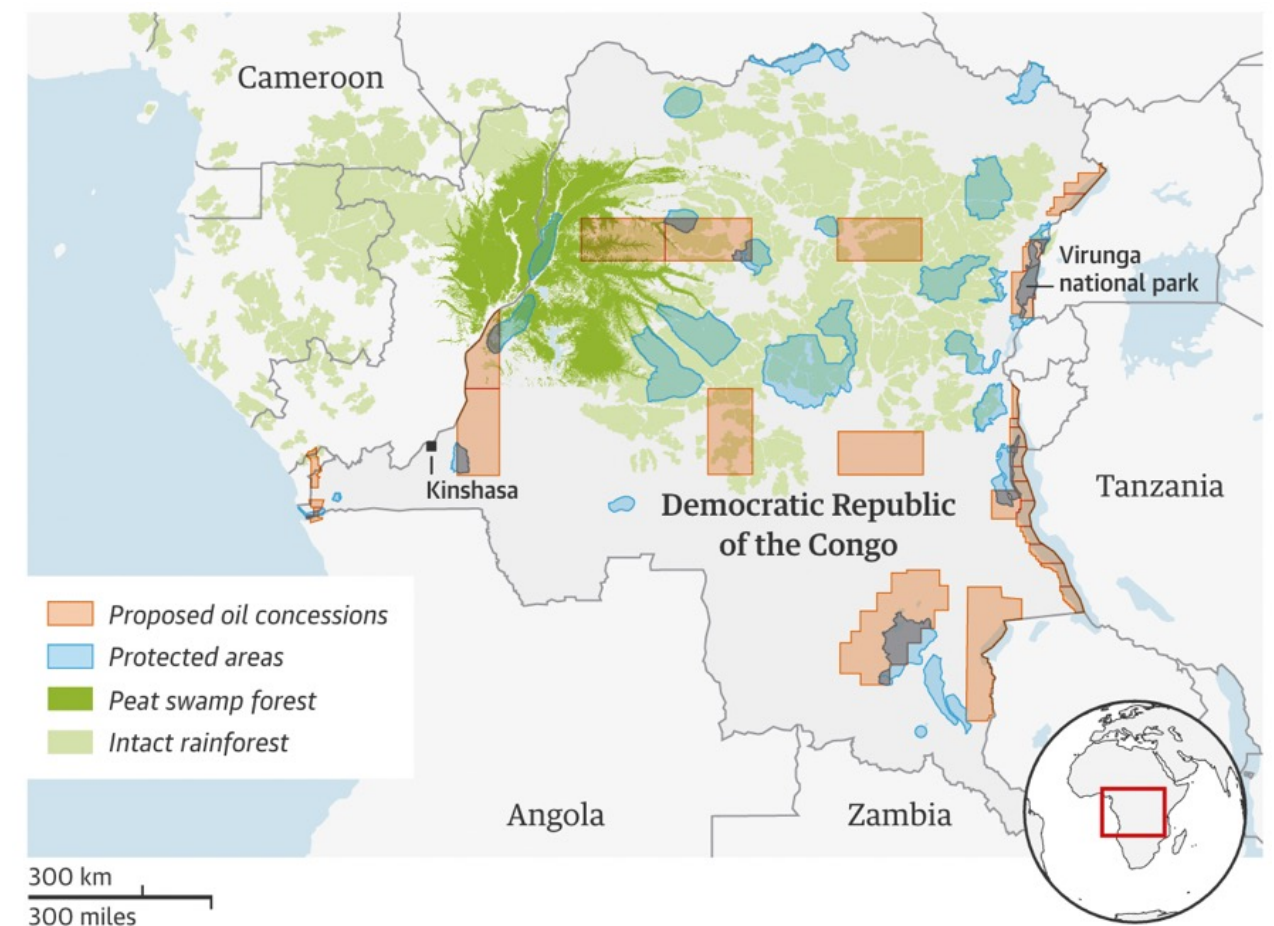 Cameroon
Virunga
national park
Kinshasa
Democratic Republic
of the Congo
Tanzania
Proposed oil concessions
Protected areas
Peat swamp forest
Intact rainforest
Angola
Zambia
300 km
300 miles